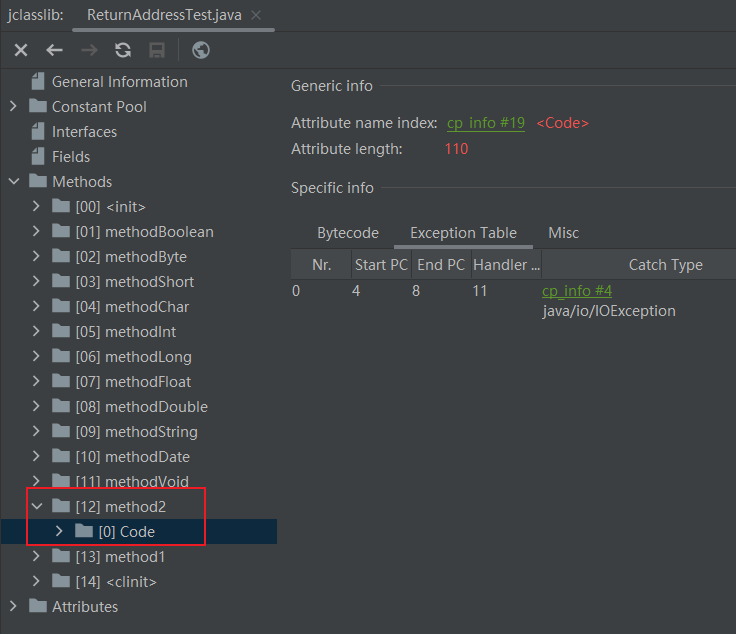 jclasslib: ReturnAddressTest.java
General Information
Constant Pool
Interfaces
Fields
Methods
[00] <init>
[01] methodBoolean
[02] methodByte
[03] methodShort
[04] methodChar
[05] methodInt
[06] methodLong
[07] methodFloat
[08] methodDouble
[09] methodString
[10] methodDate
[11] methodVoid
[12] method2
[0] Code
[13] method1
[14] <clinit>
Attributes
Generic info
Attribute name index: cp_info #19 <Code>
Attribute length: 110
Specific info
Bytecode Exception Table Misc
Nr. Start PC End PC Handler ... Catch Type
0 4 8 11 cp_info #4
java/io/IOException